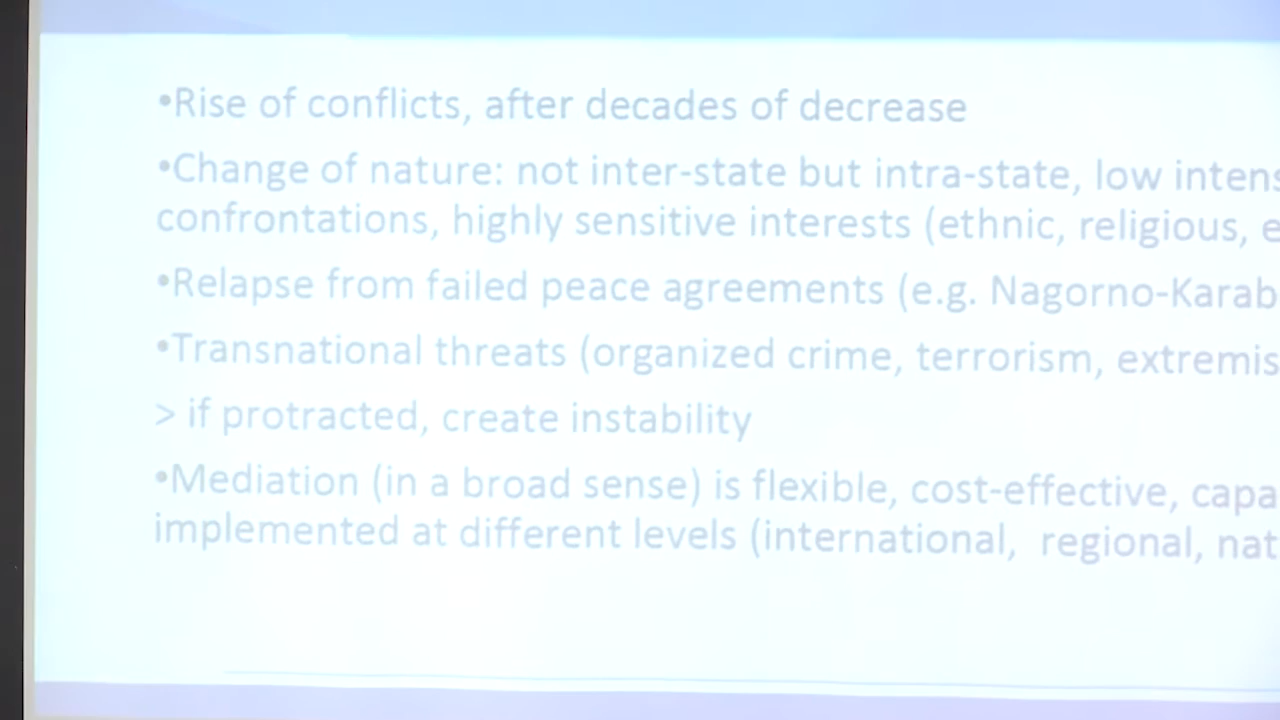 •Rise of conflicts, after decades of decrease
•Change of nature: not inter-state but intra-state, low intens
confrontations, highly sensitive interests (ethnic, religious, e
•Relapse from failed peace agreements (e.g. Nagorno-Karab
•Transnational threats (organized crime, terrorism, extremis
> if protracted, create instability
•Mediation (in a broad sense) is flexible, cost-effective, capa
implemented at different levels (international, regional, nat